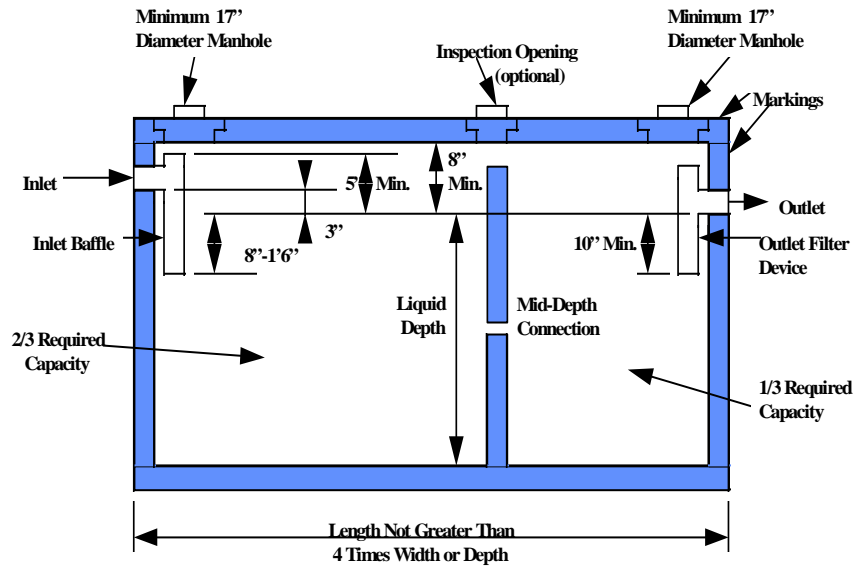 Minimum 17”
Diameter Manhole
Minimum 17”
Diameter Manhole
Inspection Opening
(optional)
Markings
8”
Min.
5’ Min.
Inlet
Outlet
3”
Inlet Baffle
8”-1’6”
10” Min.
Outlet Filter
Device
Liquid
Depth
Mid-Depth
Connection
2/3 Required
Capacity
1/3 Required
Capacity
Length Not Greater Than
4 Times Width or Depth